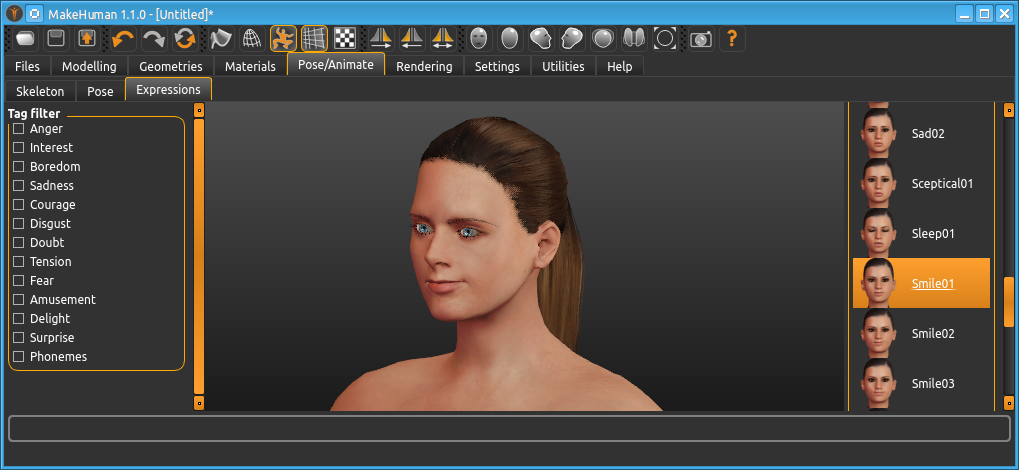 MakeHuman 1.1.0 - [Untitled]*
Files Modelling Geometries Materials Pose/Animate Rendering Settings Utilities Help
Skeleton Pose Expressions
Tag filter
Anger
Interest
Boredom
Sadness
Courage
Disgust
Doubt
Tension
Fear
Amusement
Delight
Surprise
Phonemes
Sad02
Sceptical01
Sleep01
Smile01
Smile02
Smile03